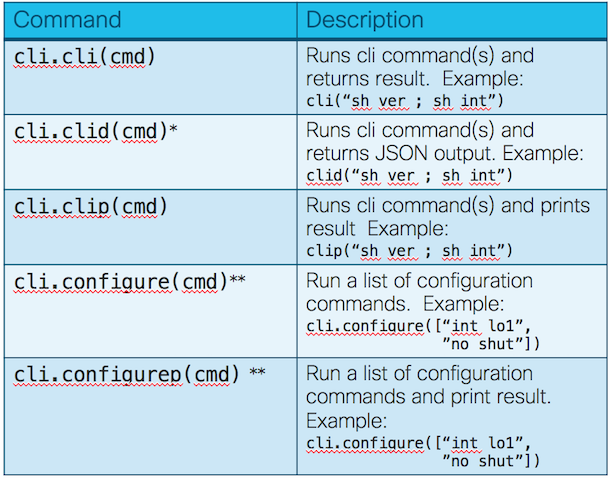 Command
Description
cli.cli(cmd)
Runs cli command(s) and
returns result.  Example:
cli(“sh ver ; sh int”)
cli.clid(cmd)*
Runs cli command(s) and
returns JSON output. Example:
clid(“sh ver ; sh int”)
cli.clip(cmd)
Runs cli command(s) and prints
result  Example:
clip(“sh ver ; sh int”)
cli.configure(cmd)**
Run a list of configuration
commands.  Example:
cli.configure([“int lo1”,
”no shut”])
cli.configurep(cmd) **
Run a list of configuration
commands and print result.
Example:
cli.configure([“int lo1”,
”no shut”])